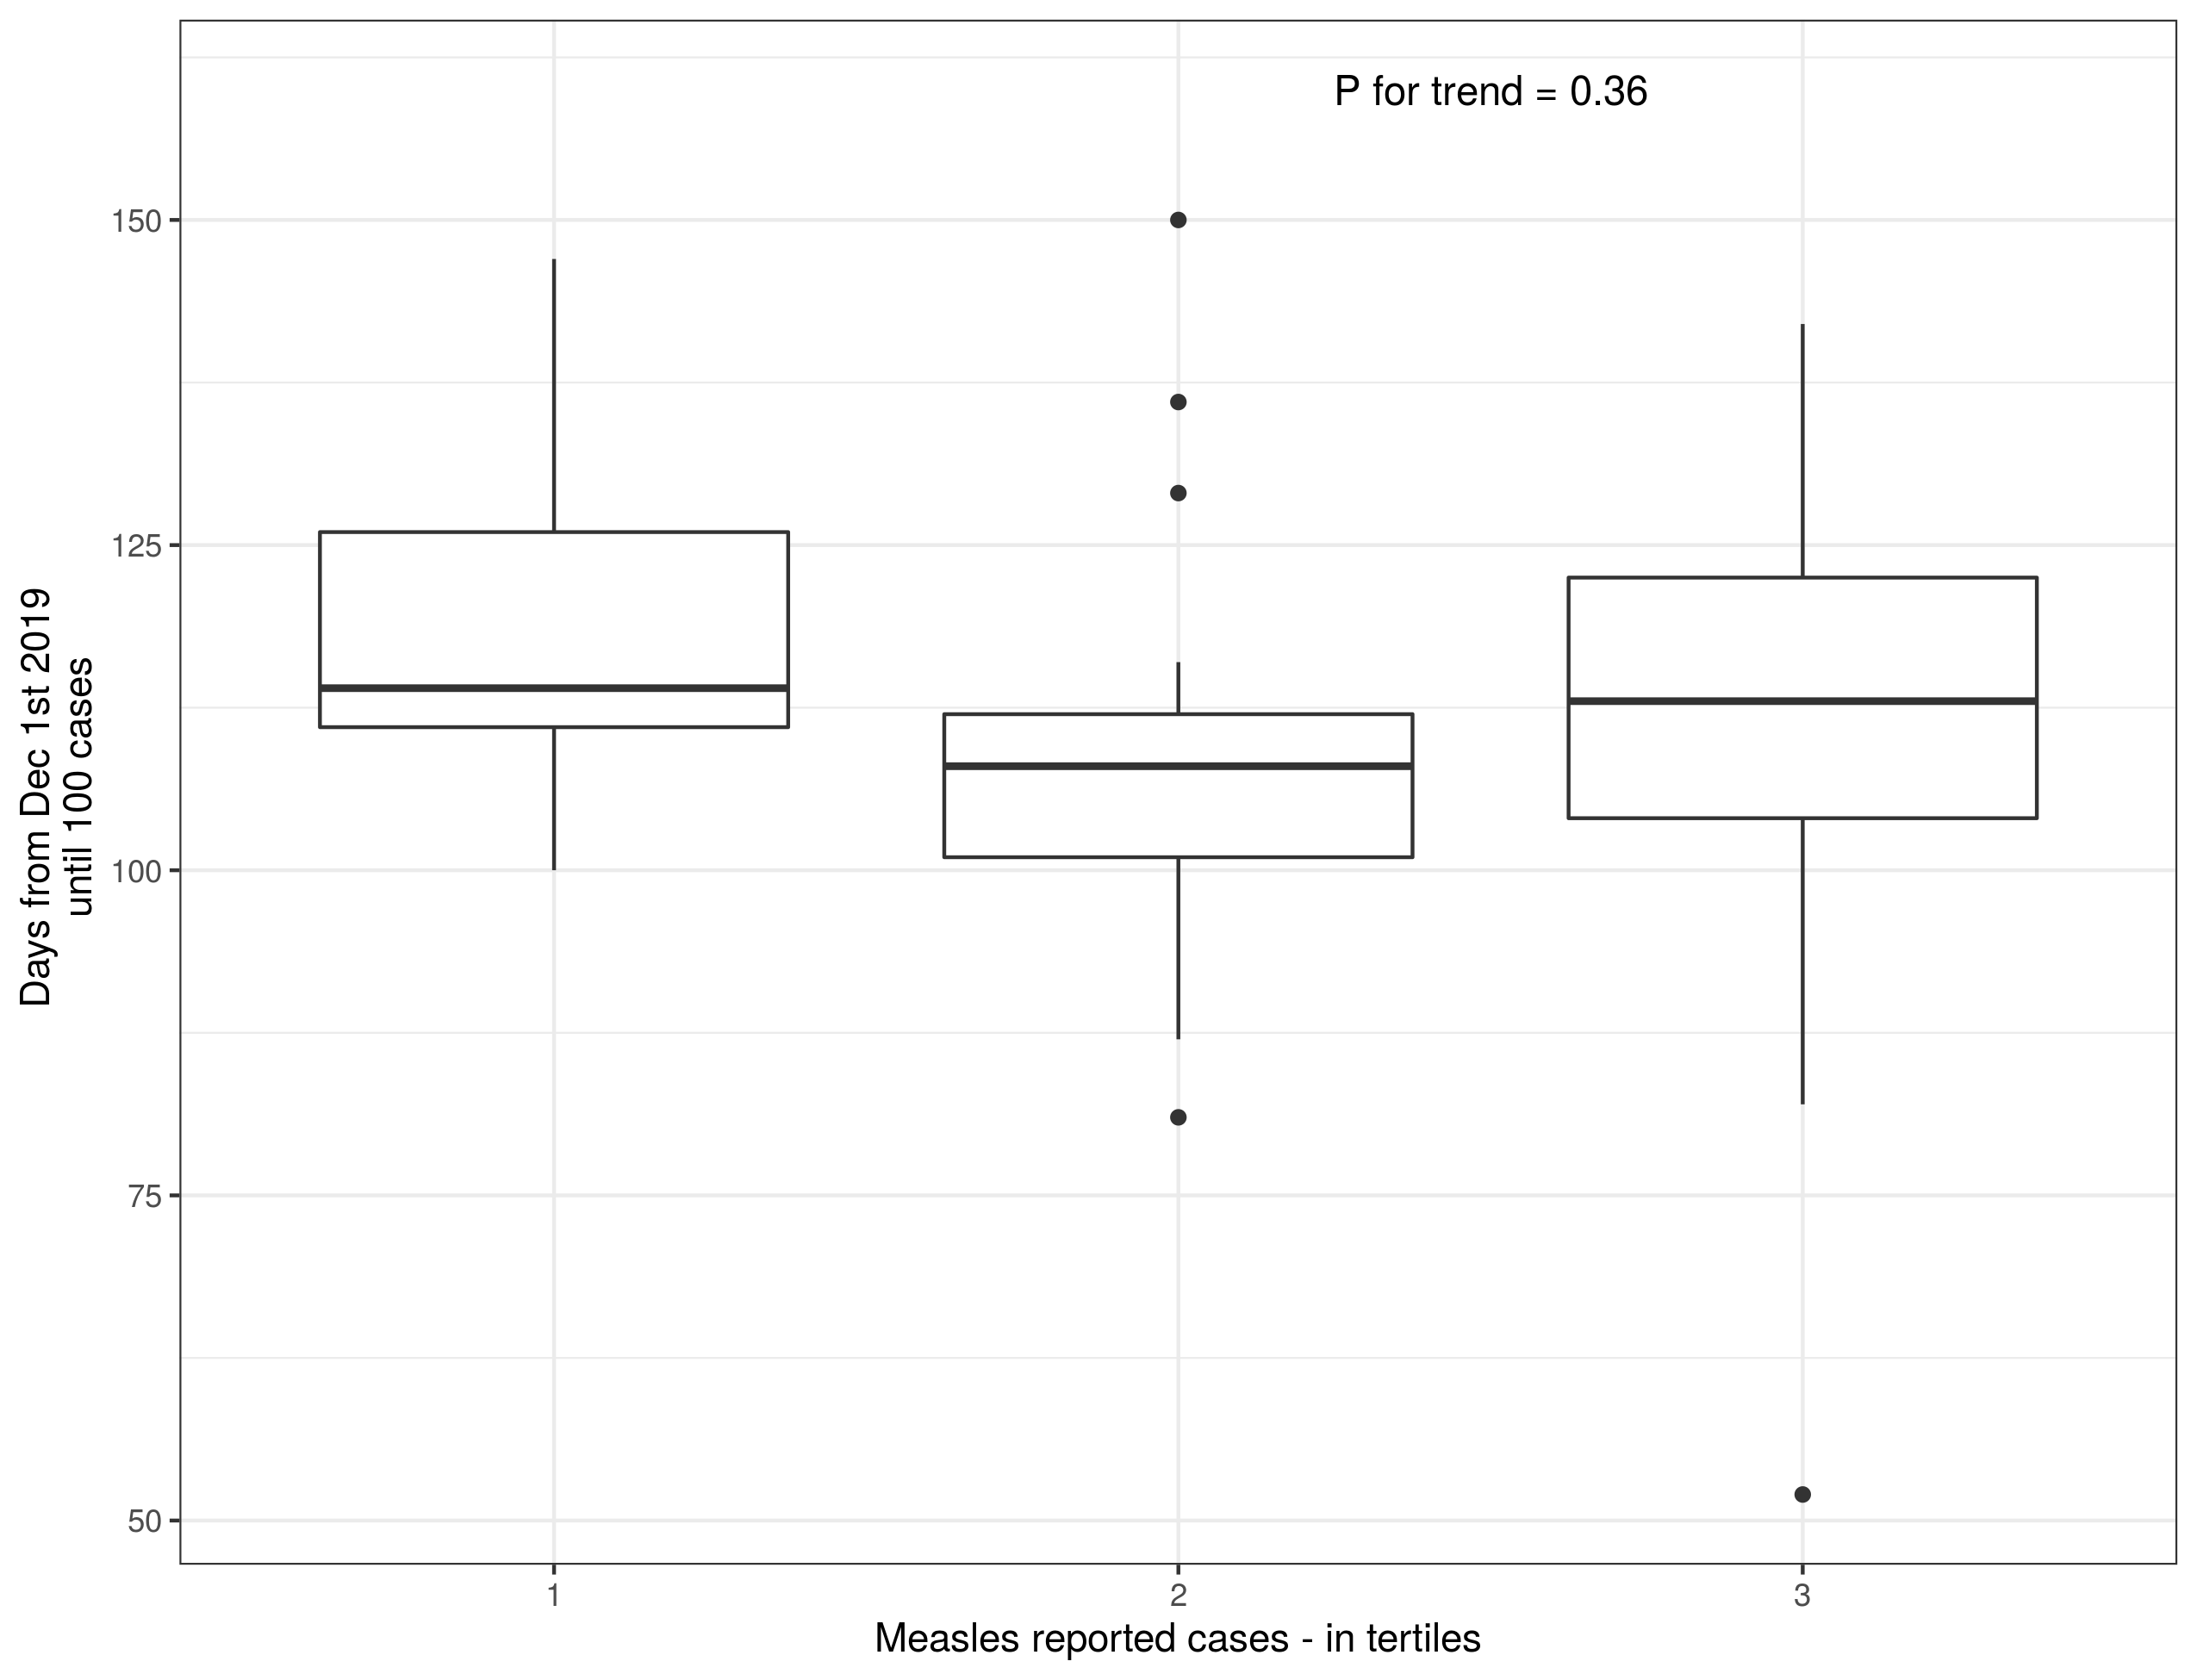 P for trend = 0.36
150
125
100
75
50
Days from Dec 1st 2019
until 100 cases
1
2
3
Measles reported cases - in tertiles